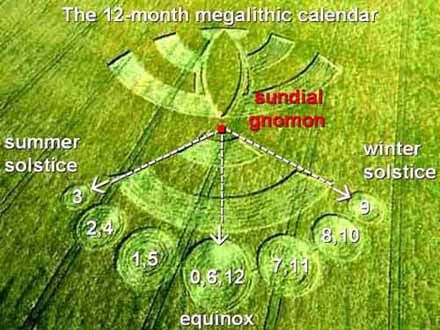 The 12-month megalithic calendar
sundial
gnomon
summer
solstice
winter
solstice
3
9
2,4
8,10
1,5
7,11
0,6,12
equinox